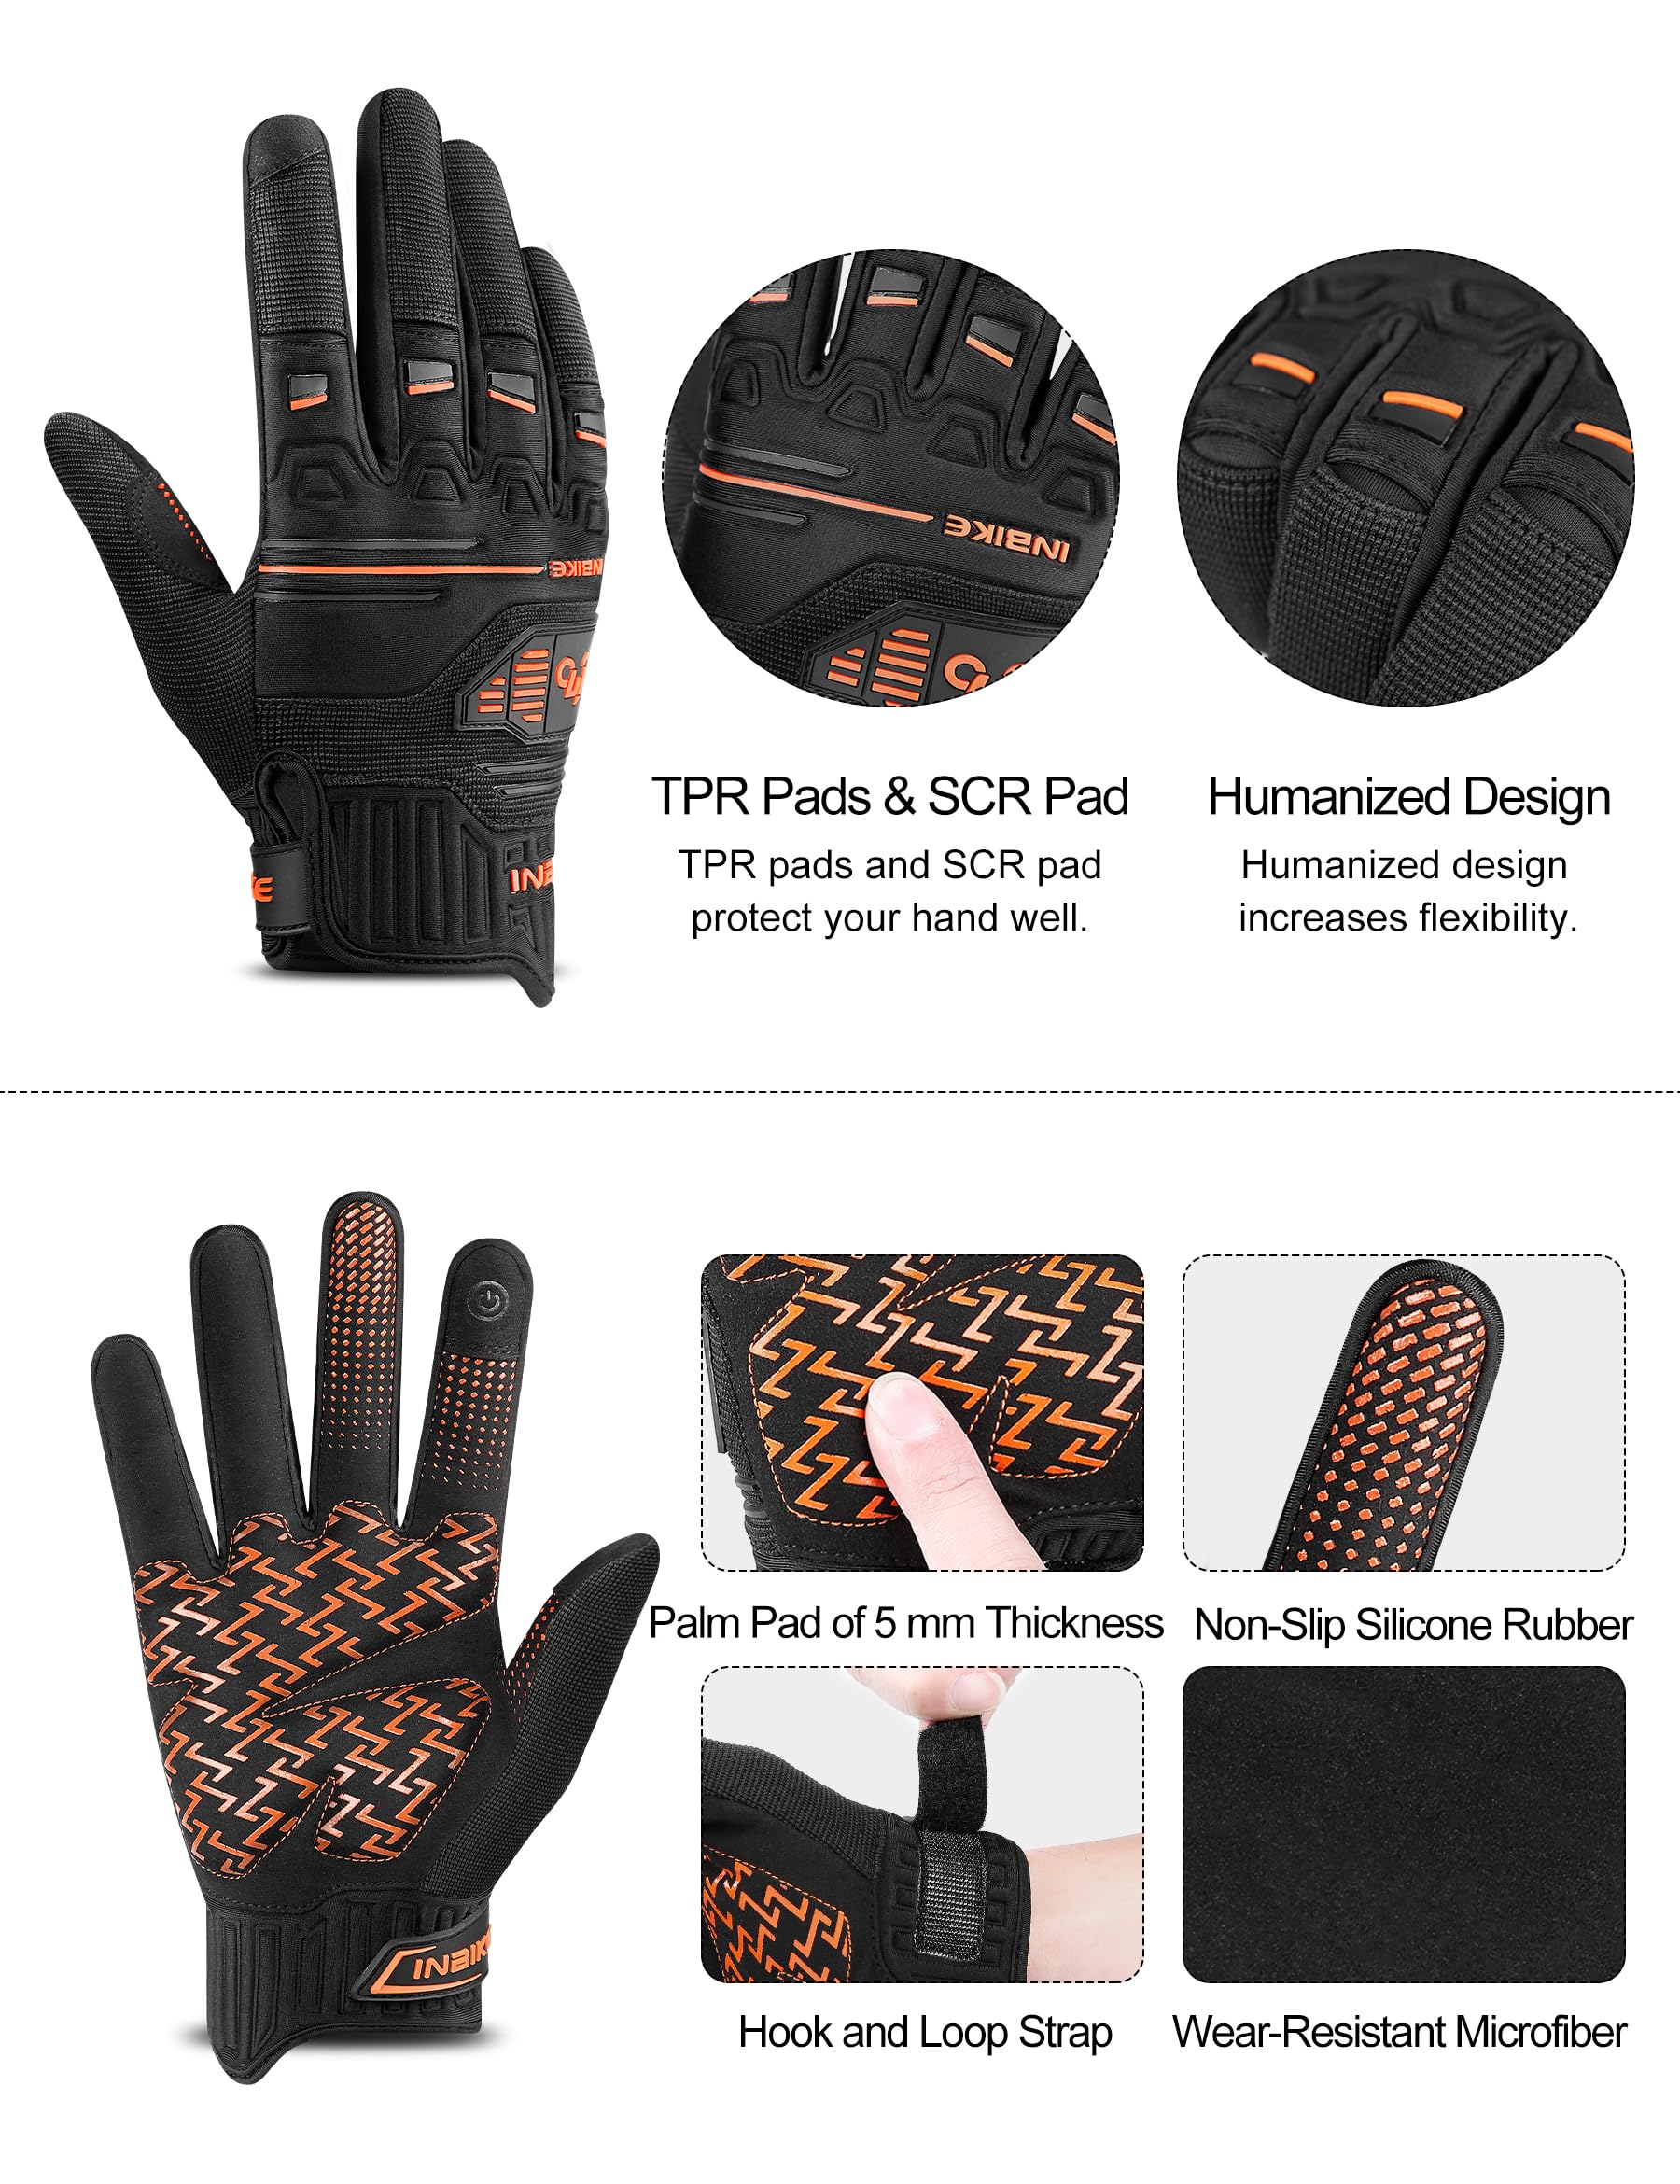 INBIKE
INBIKE
TPR Pads & SCR Pad
TPR pads and SCR pad
protect your hand well.
Humanized Design
Humanized design
increases flexibility.
Palm Pad of 5 mm Thickness
Non-Slip Silicone Rubber
INBIKE
Hook and Loop Strap
Wear-Resistant Microfiber